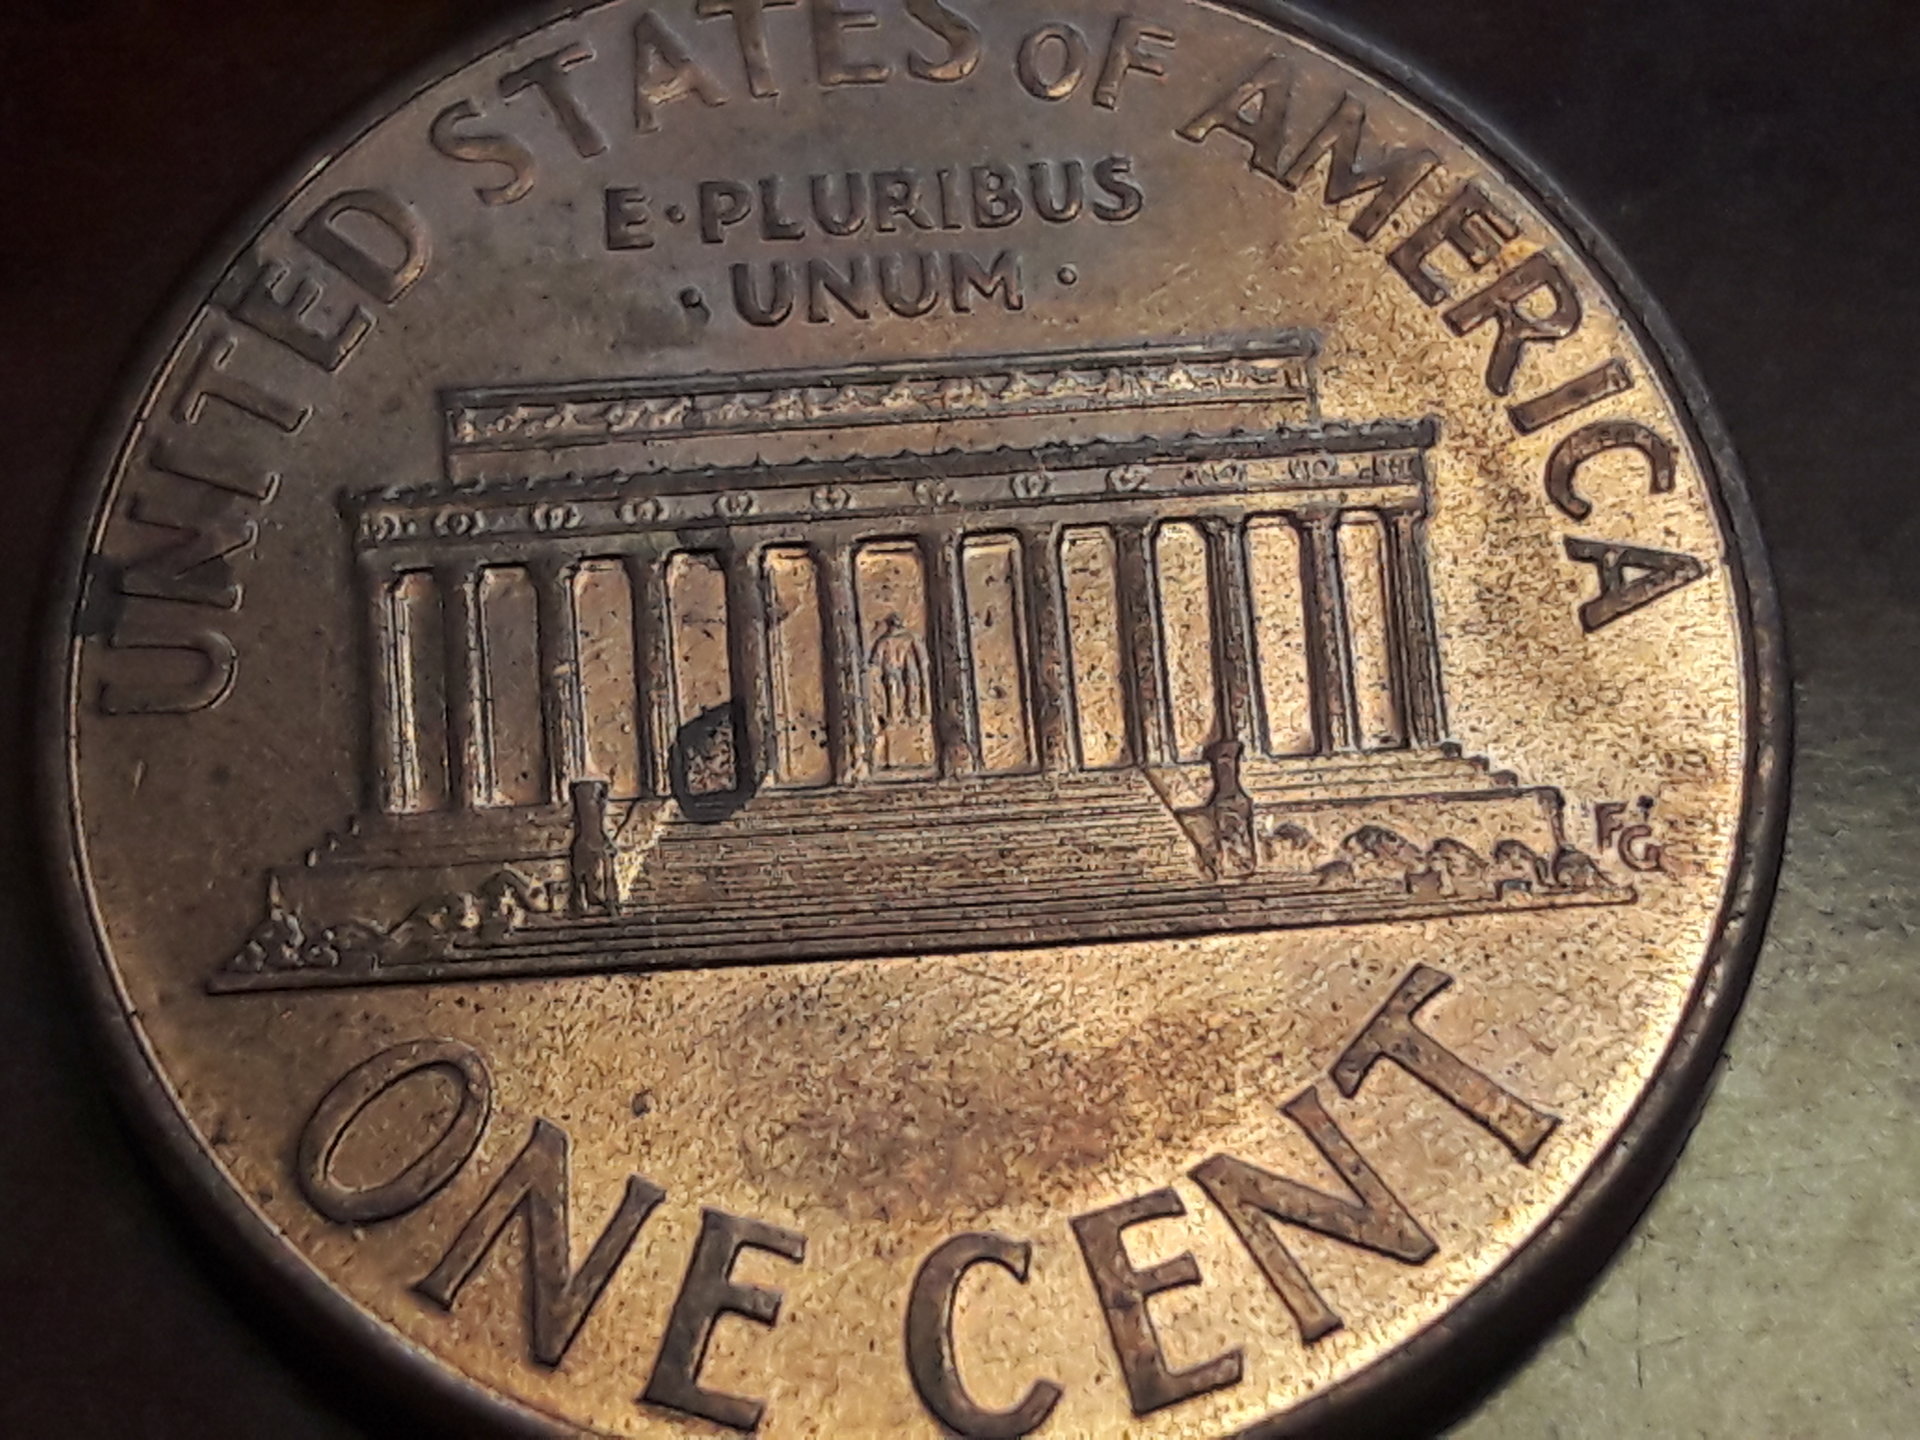 UNITED STATES OF AMERICA
E·PLURIBUS
·UNUM·
FG
ONE CENT